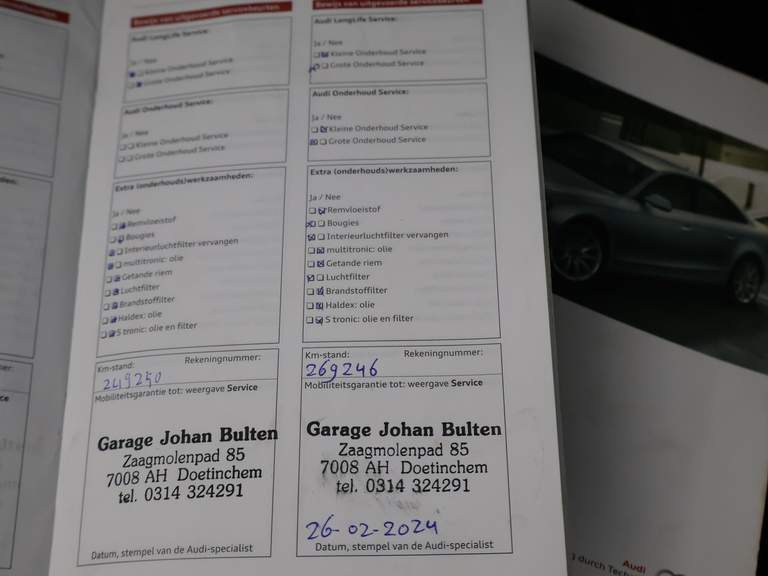 Bewijs van uitgevoerde servicebeurten
Audi LongLife Service:
Ja / Nee
Kleine Onderhoud Service
Grote Onderhoud Service
Audi Onderhoud Service:
Ja / Nee
Kleine Onderhoud Service
Grote Onderhoud Service
Extra (onderhouds)werkzaamheden:
Ja / Nee
Remvloeistof
Bougies
Interieurluchtfilter vervangen
multitronic: olie
Getande riem
Luchtfilter
Brandstoffilter
Haldex: olie
S tronic: olie en filter
Km-stand: Rekeningnummer:
249250
Mobiliteitsgarantie tot: weergave Service
Garage Johan Bulten
Zaagmolenpad 85
7008 AH Doetinchem
tel. 0314 324291
Datum, stempel van de Audi-specialist
Bewijs van uitgevoerde servicebeurten
Audi LongLife Service:
Ja / Nee
Kleine Onderhoud Service
Grote Onderhoud Service
Audi Onderhoud Service:
Ja / Nee
Kleine Onderhoud Service
Grote Onderhoud Service
Extra (onderhouds)werkzaamheden:
Ja / Nee
Remvloeistof
Bougies
Interieurluchtfilter vervangen
multitronic: olie
Getande riem
Luchtfilter
Brandstoffilter
Haldex: olie
S tronic: olie en filter
Km-stand: Rekeningnummer:
269246
Mobiliteitsgarantie tot: weergave Service
Garage Johan Bulten
Zaagmolenpad 85
7008 AH Doetinchem
tel. 0314 324291
26-02-2024
Datum, stempel van de Audi-specialist
Audi
durch Tech